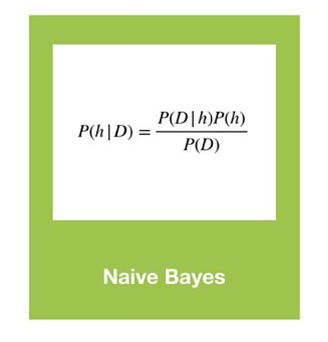 P(h|D) = P(D|h)P(h) / P(D)
Naive Bayes